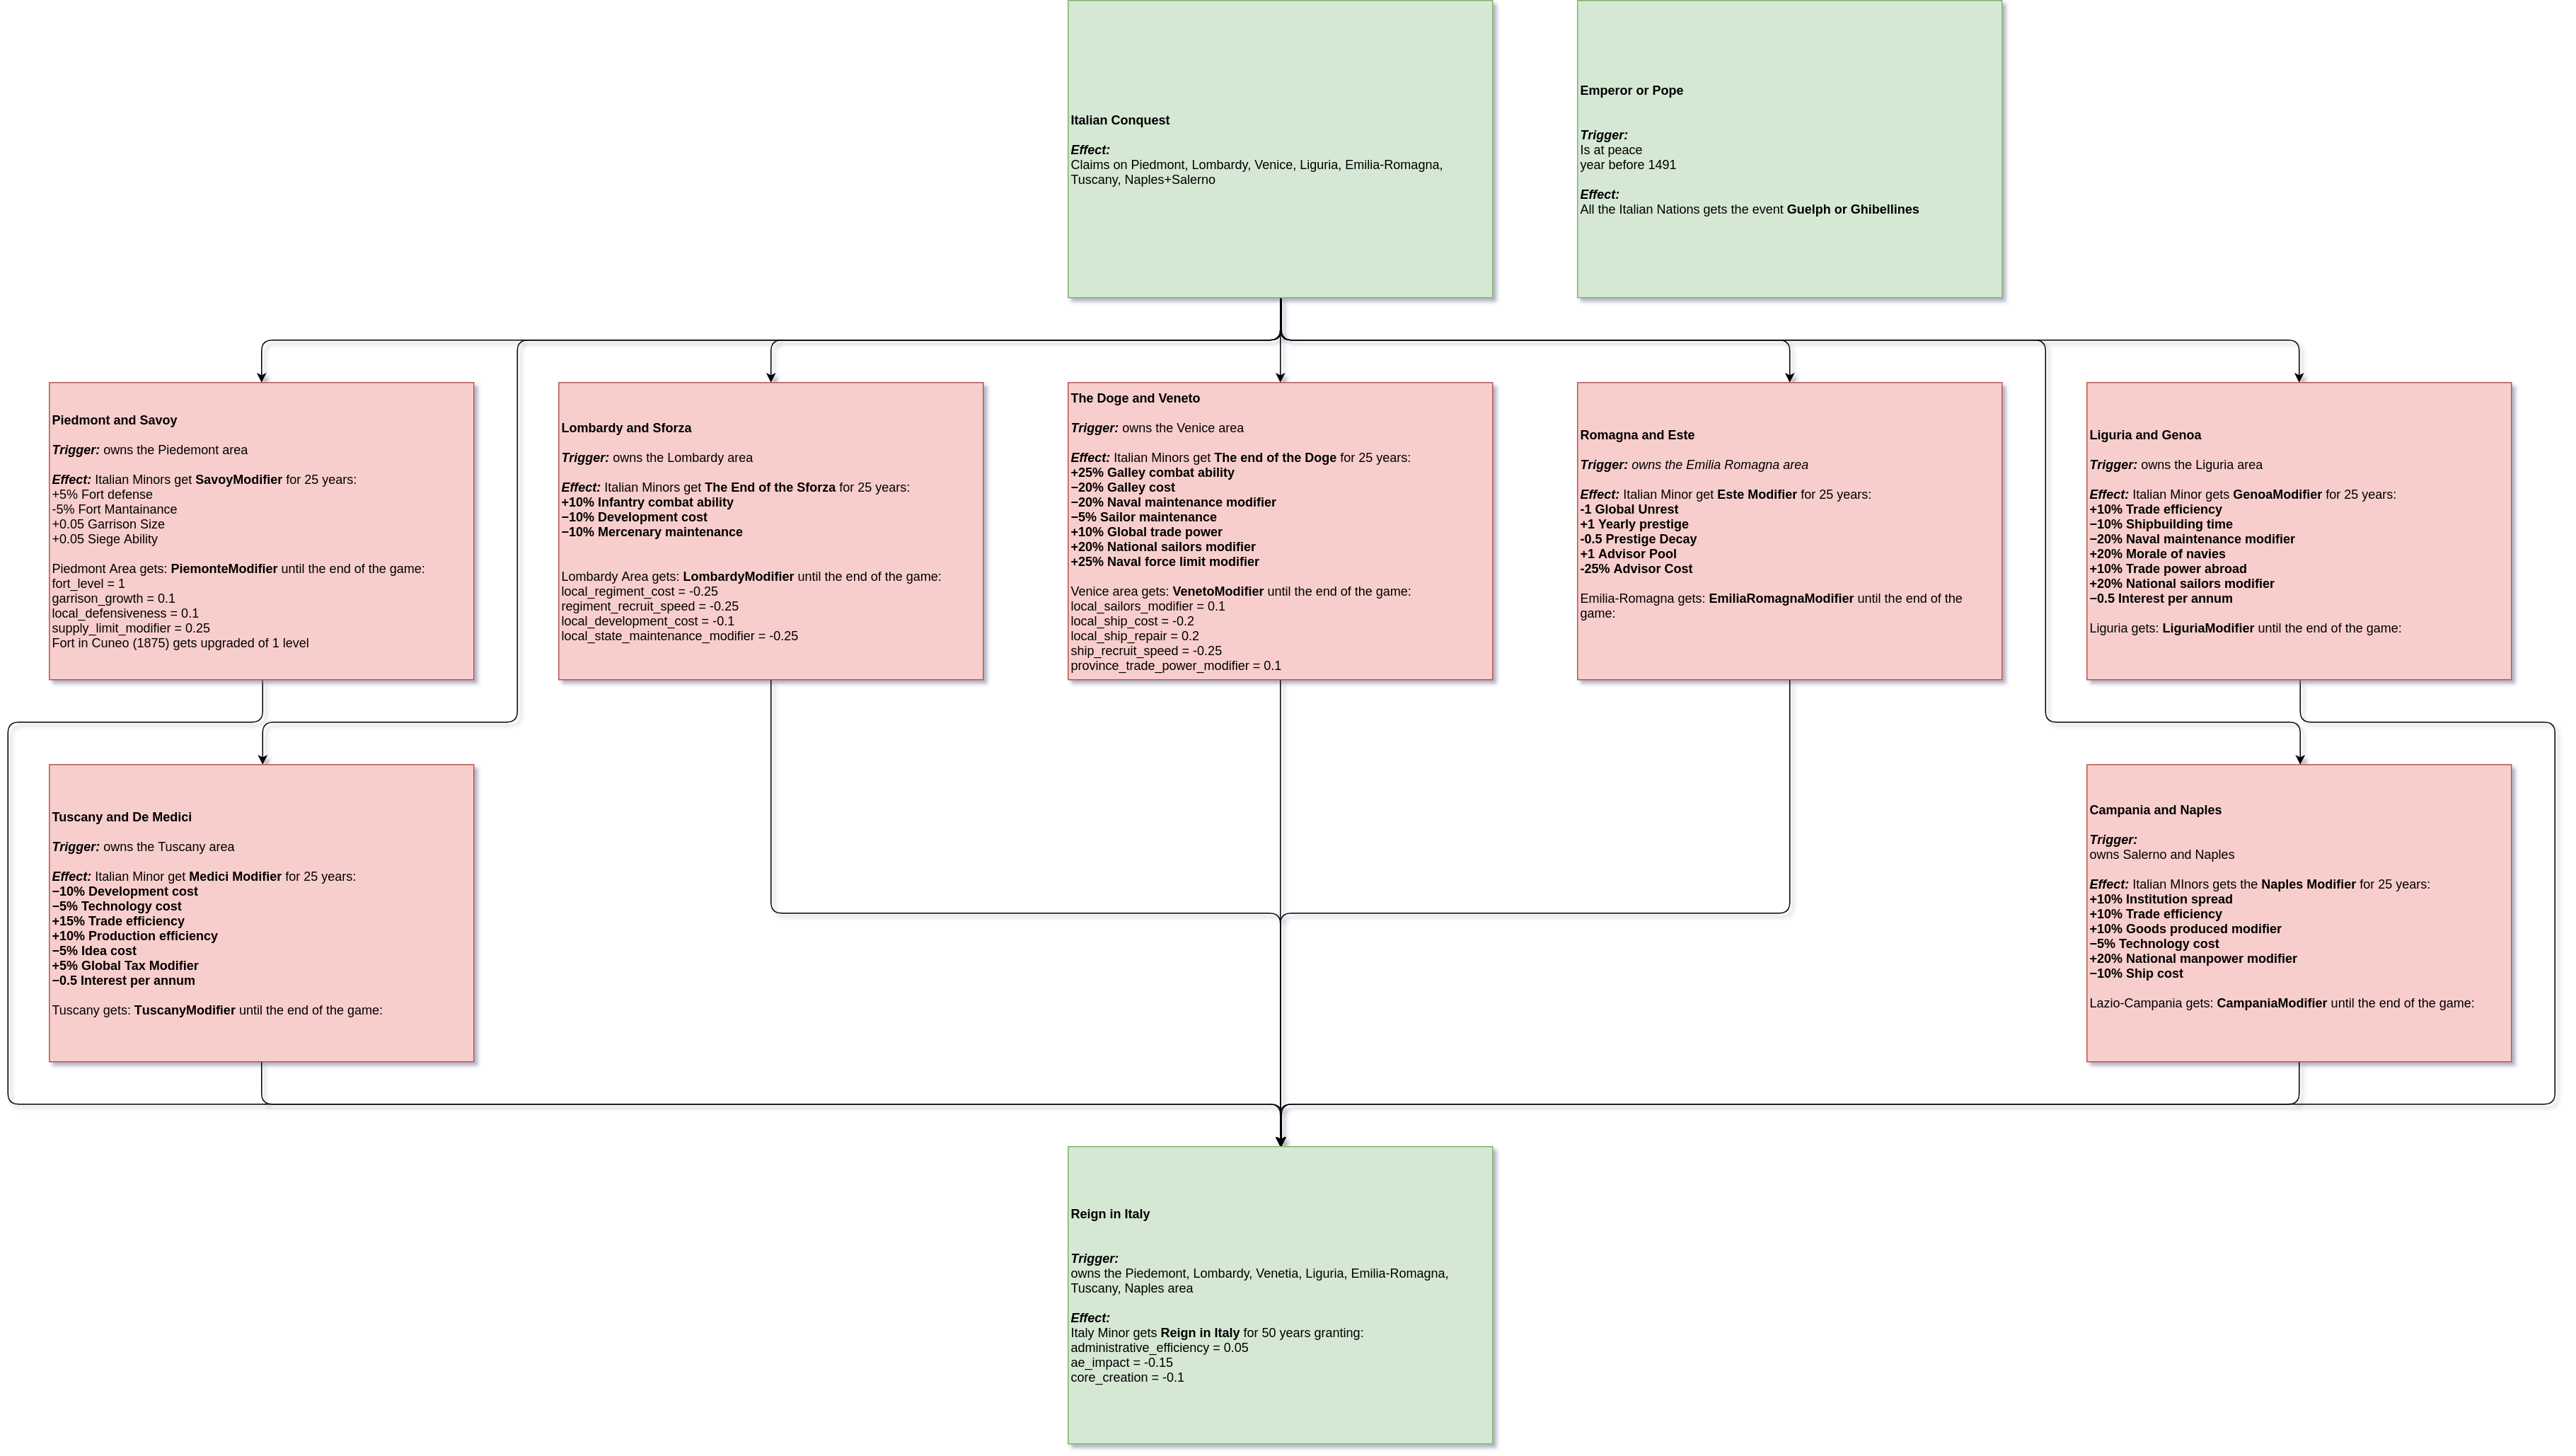 Italian Conquest
Effect:
Claims on Piedmont, Lombardy, Venice, Liguria, Emilia-Romagna,
Tuscany, Naples+Salerno
Emperor or Pope
Trigger:
Is at peace
year before 1491
Effect:
All the Italian Nations gets the event Guelph or Ghibellines
Piedmont and Savoy
Trigger: owns the Piedemont area
Effect: Italian Minors get SavoyModifier for 25 years:
+5% Fort defense
-5% Fort Mantainance
+0.05 Garrison Size
+0.05 Siege Ability
Piedmont Area gets: PiemonteModifier until the end of the game:
fort_level = 1
garrison_growth = 0.1
local_defensiveness = 0.1
supply_limit_modifier = 0.25
Fort in Cuneo (1875) gets upgraded of 1 level
Lombardy and Sforza
Trigger: owns the Lombardy area
Effect: Italian Minors get The End of the Sforza for 25 years:
+10% Infantry combat ability
−10% Development cost
−10% Mercenary maintenance
Lombardy Area gets: LombardyModifier until the end of the game:
local_regiment_cost = -0.25
regiment_recruit_speed = -0.25
local_development_cost = -0.1
local_state_maintenance_modifier = -0.25
The Doge and Veneto
Trigger: owns the Venice area
Effect: Italian Minors get The end of the Doge for 25 years:
+25% Galley combat ability
−20% Galley cost
−20% Naval maintenance modifier
−5% Sailor maintenance
+10% Global trade power
+20% National sailors modifier
+25% Naval force limit modifier
Venice area gets: VenetoModifier until the end of the game:
local_sailors_modifier = 0.1
local_ship_cost = -0.2
local_ship_repair = 0.2
ship_recruit_speed = -0.25
province_trade_power_modifier = 0.1
Romagna and Este
Trigger: owns the Emilia Romagna area
Effect: Italian Minor get Este Modifier for 25 years:
-1 Global Unrest
+1 Yearly prestige
-0.5 Prestige Decay
+1 Advisor Pool
-25% Advisor Cost
Emilia-Romagna gets: EmiliaRomagnaModifier until the end of the
game:
Liguria and Genoa
Trigger: owns the Liguria area
Effect: Italian Minor gets GenoaModifier for 25 years:
+10% Trade efficiency
−10% Shipbuilding time
−20% Naval maintenance modifier
+20% Morale of navies
+10% Trade power abroad
+20% National sailors modifier
−0.5 Interest per annum
Liguria gets: LiguriaModifier until the end of the game:
Tuscany and De Medici
Trigger: owns the Tuscany area
Effect: Italian Minor get Medici Modifier for 25 years:
−10% Development cost
−5% Technology cost
+15% Trade efficiency
+10% Production efficiency
−5% Idea cost
+5% Global Tax Modifier
−0.5 Interest per annum
Tuscany gets: TuscanyModifier until the end of the game:
Campania and Naples
Trigger:
owns Salerno and Naples
Effect: Italian MInors gets the Naples Modifier for 25 years:
+10% Institution spread
+10% Trade efficiency
+10% Goods produced modifier
−5% Technology cost
+20% National manpower modifier
−10% Ship cost
Lazio-Campania gets: CampaniaModifier until the end of the game:
Reign in Italy
Trigger:
owns the Piedemont, Lombardy, Venetia, Liguria, Emilia-Romagna,
Tuscany, Naples area
Effect:
Italy Minor gets Reign in Italy for 50 years granting:
administrative_efficiency = 0.05
ae_impact = -0.15
core_creation = -0.1